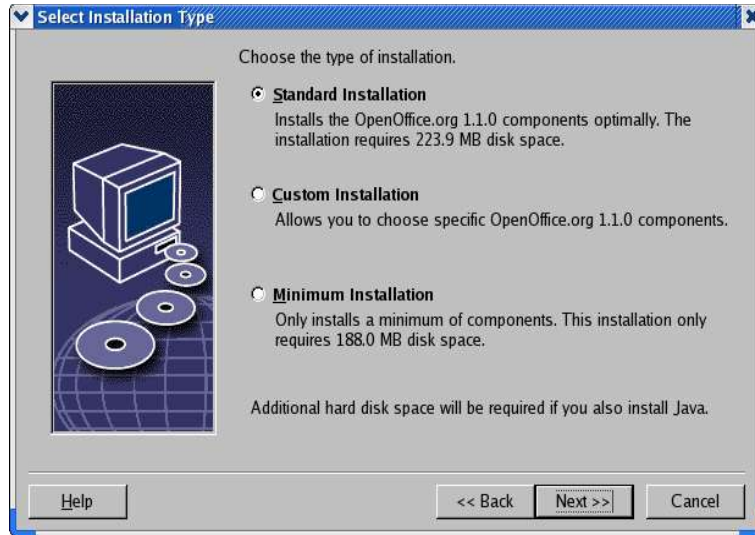 Select Installation Type
Choose the type of installation.
Standard Installation
Installs the OpenOffice.org 1.1.0 components optimally. The
installation requires 223.9 MB disk space.
Custom Installation
Allows you to choose specific OpenOffice.org 1.1.0 components.
Minimum Installation
Only installs a minimum of components. This installation only
requires 188.0 MB disk space.
Additional hard disk space will be required if you also install Java.
Help
<< Back
Next >>
Cancel